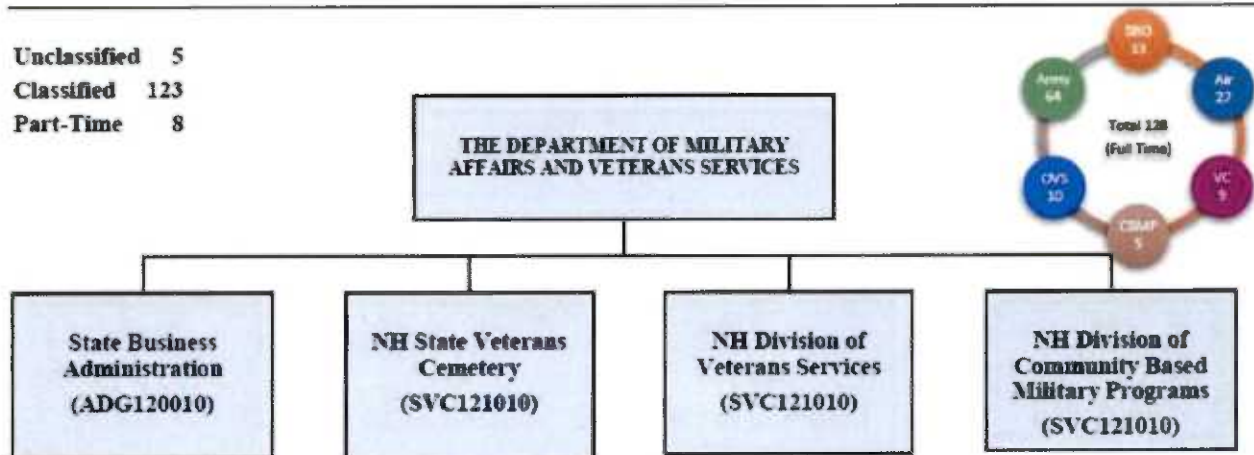 Unclassified 5
Classified 123
Part-Time 8
THE DEPARTMENT OF MILITARY
AFFAIRS AND VETERANS SERVICES
Army
64
Air
27
Total 128
(Full Time)
VC
9
CBMP
5
State Business
Administration
(ADG120010)
NH State Veterans
Cemetery
(SVC121010)
NH Division of
Veterans Services
(SVC121010)
NH Division of
Community Based
Military Programs
(SVC121010)